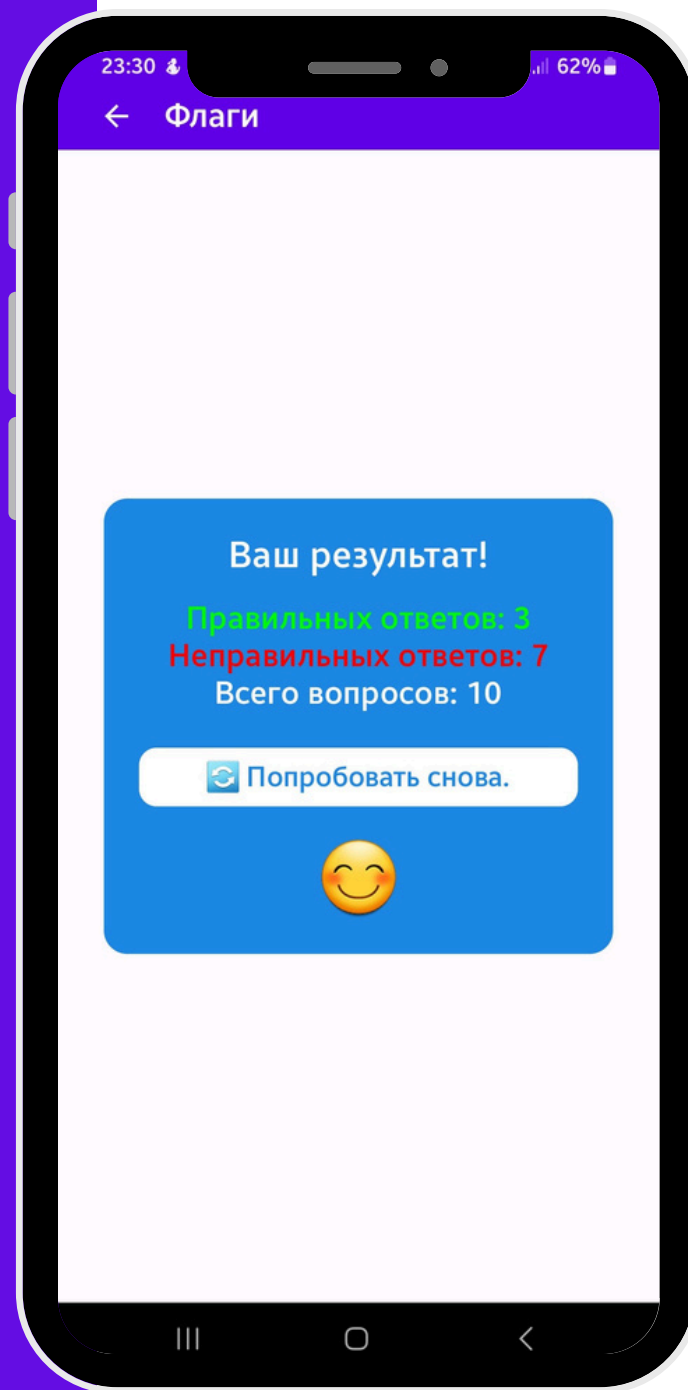 23:30
62%
Флаги
Ваш результат!
Правильных ответов: 3
Неправильных ответов: 7
Всего вопросов: 10
Попробовать снова.